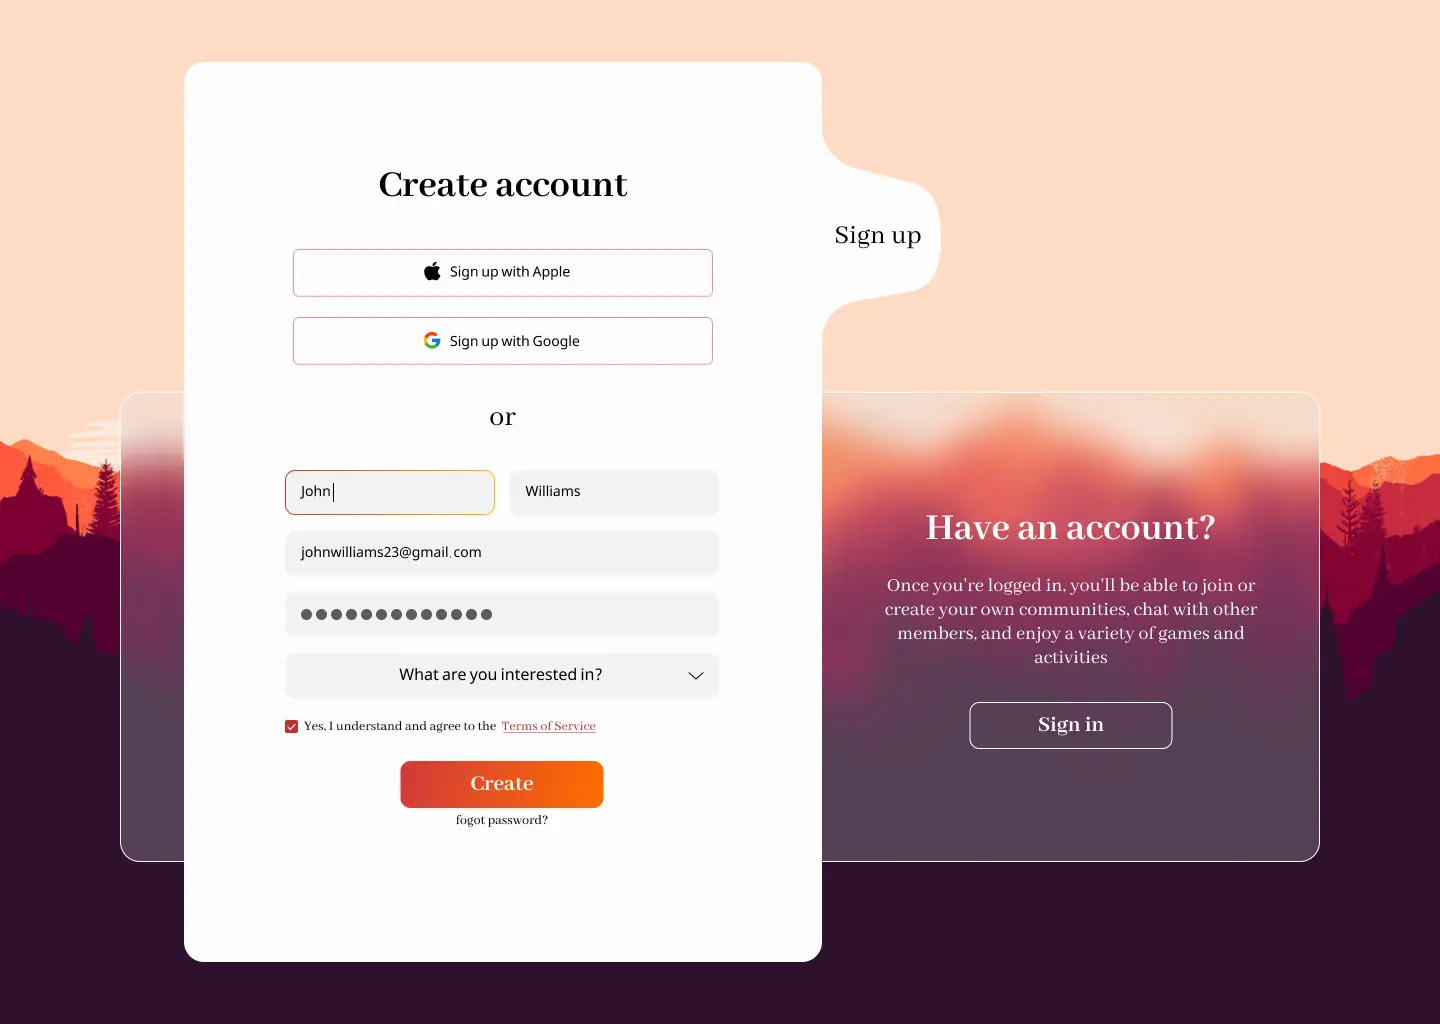 Create account
Sign up with Apple
Sign up with Google
or
John
Williams
johnwilliams23@gmail.com
What are you interested in?
Yes, I understand and agree to the Terms of Service
Create
fogot password?
Sign up
Have an account?
Once you're logged in, you'll be able to join or
create your own communities, chat with other
members, and enjoy a variety of games and
activities
Sign in